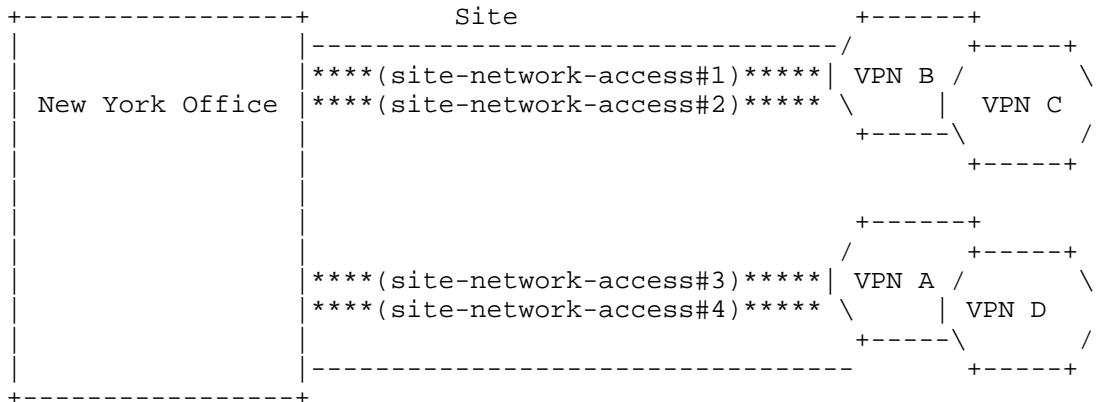 Site
****(site-network-access#1)*****| VPN B
New York Office |****(site-network-access#2)***** VPN C
****(site-network-access#3)*****| VPN A
****(site-network-access#4)***** VPN D